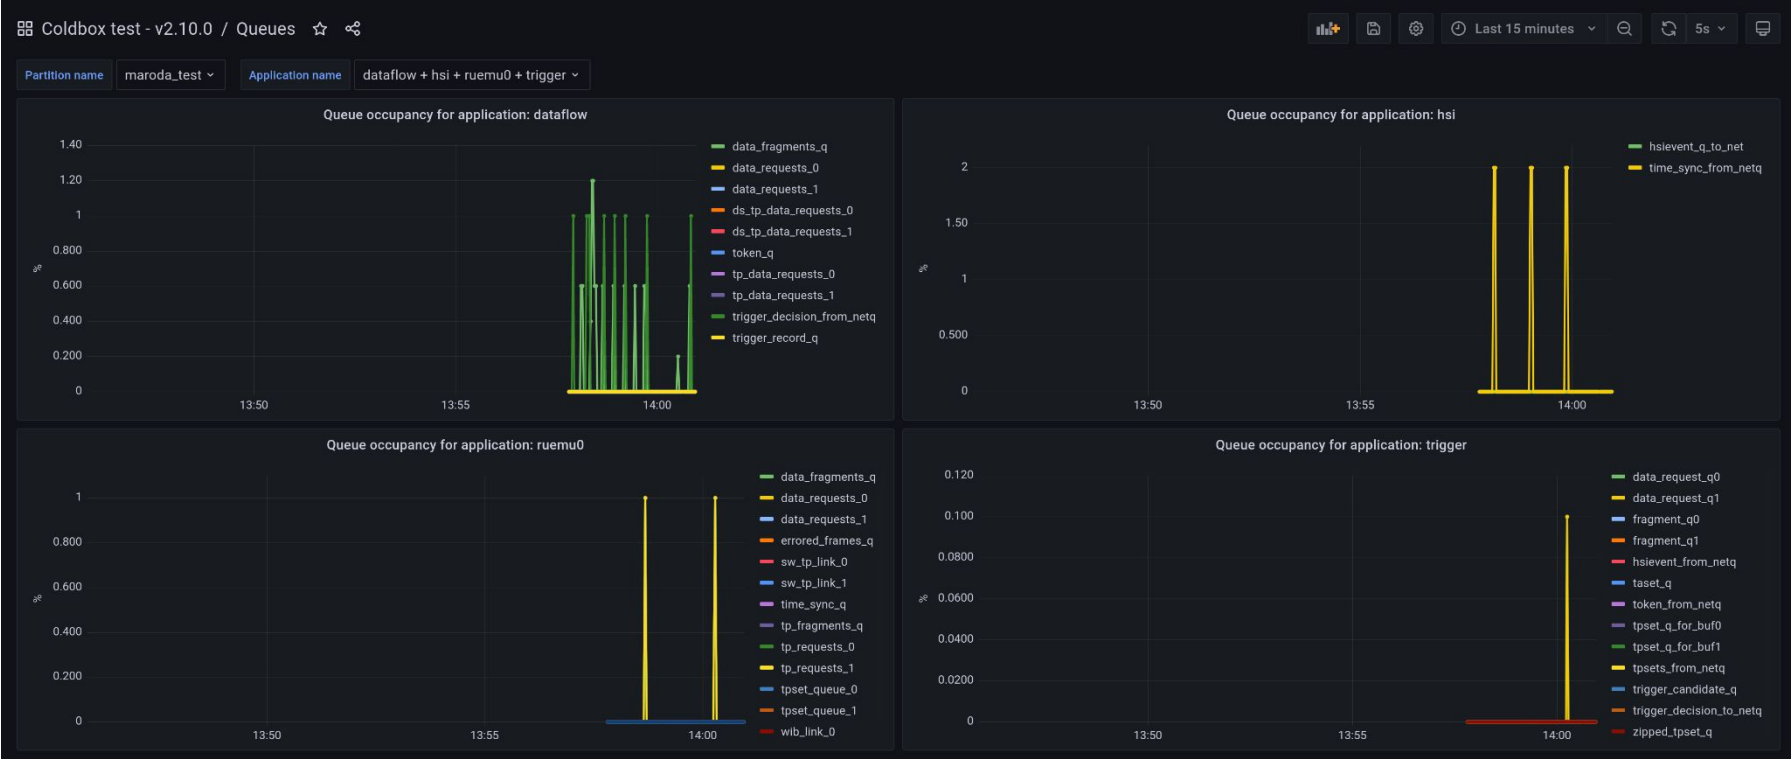 Coldbox test - v2.10.0 / Queues
Last 15 minutes
5s
Partition name maroda_test Application name dataflow + hsi + ruemu0 + trigger
Queue occupancy for application: dataflow
1.40
1.20
1
0.800
0.600
0.400
0.200
0
%
13:50 13:55 14:00
data_fragments_q
data_requests_0
data_requests_1
ds_tp_data_requests_0
ds_tp_data_requests_1
token_q
tp_data_requests_0
tp_data_requests_1
trigger_decision_from_netq
trigger_record_q
Queue occupancy for application: hsi
2
1.50
1
0.500
0
%
13:50 13:55 14:00
hsievent_q_to_net
time_sync_from_netq
Queue occupancy for application: ruemu0
1
0.800
0.600
0.400
0.200
0
%
13:50 13:55 14:00
data_fragments_q
data_requests_0
data_requests_1
errored_frames_q
sw_tp_link_0
sw_tp_link_1
time_sync_q
tp_fragments_q
tp_requests_0
tp_requests_1
tpset_queue_0
tpset_queue_1
wib_link_0
Queue occupancy for application: trigger
0.120
0.100
0.0800
0.0600
0.0400
0.0200
0
%
13:50 13:55 14:00
data_request_q0
data_request_q1
fragment_q0
fragment_q1
hsievent_from_netq
taset_q
token_from_netq
tpset_q_for_buf0
tpset_q_for_buf1
tpsets_from_netq
trigger_candidate_q
trigger_decision_to_netq
zipped_tpset_q